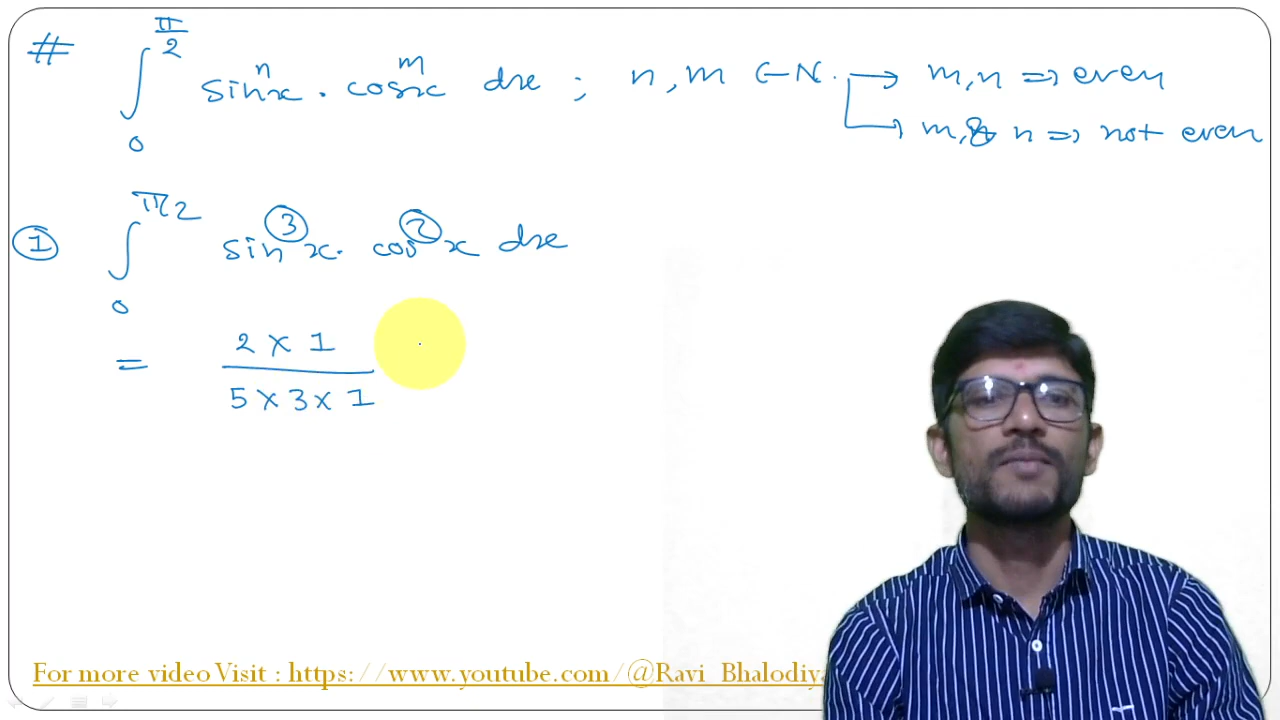 # ∫₀^(π/2) sinⁿx · cosᵐx dx ; n, m ∈ N. → m, n ⇒ even
→ m, & n ⇒ not even
① ∫₀^(π/2) sin³x · cos²x dx
= (2 × 1) / (5 × 3 × 1)
For more video Visit : https://www.youtube.com/@Ravi_Bhalodiya